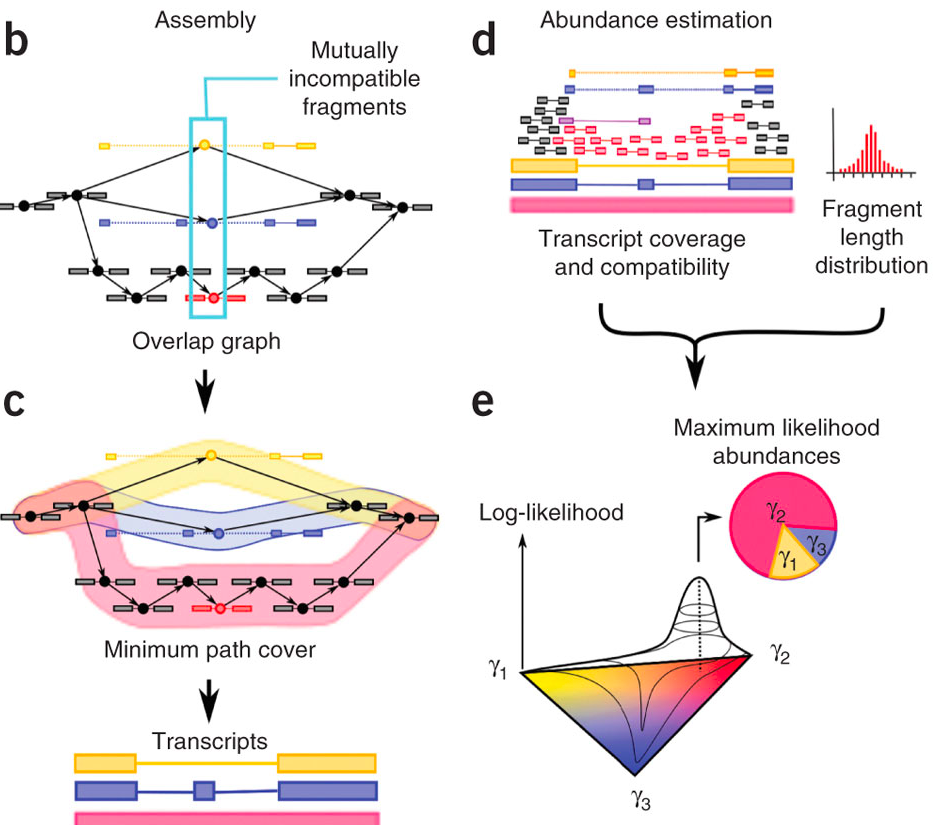 b
Assembly
Mutually
incompatible
fragments
Overlap graph
c
Minimum path cover
Transcripts
d
Abundance estimation
Transcript coverage
and compatibility
Fragment
length
distribution
e
Maximum likelihood
abundances
Log-likelihood
γ2
γ3
γ1
γ1
γ2
γ3